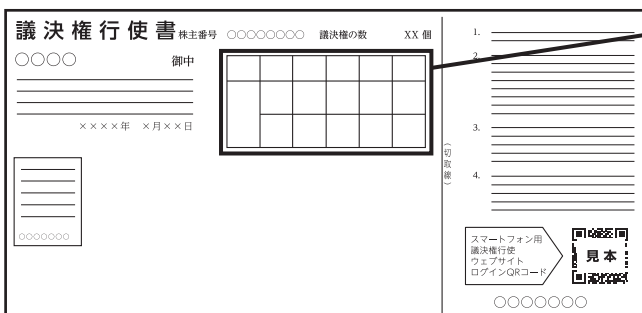 議決権行使書 株主番号 ○○○○○○○○ 議決権の数 XX 個
○○○○ 御中
××××年 ×月××日
○○○○○○○
（切取線）
1.
2.
3.
4.
スマートフォン用
議決権行使
ウェブサイト
ログインQRコード
見本
○○○○○○○